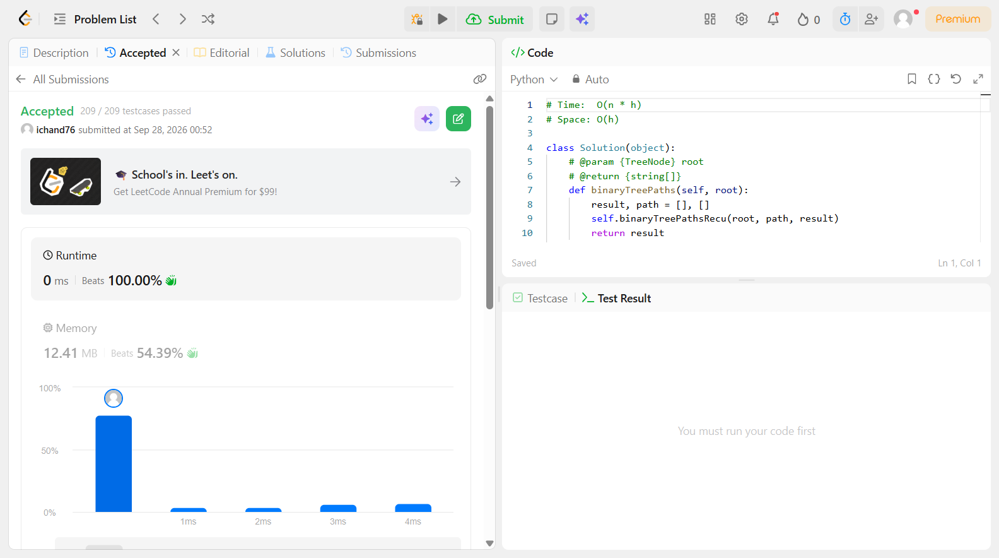 Problem List
Submit
0
Premium
Description
Accepted
Editorial
Solutions
Submissions
All Submissions
Accepted 209 / 209 testcases passed
ichand76 submitted at Sep 28, 2026 00:52
School's in. Leet's on.
Get LeetCode Annual Premium for $99!
Runtime
0 ms Beats 100.00%
Memory
12.41 MB Beats 54.39%
100%
50%
0%
1ms 2ms 3ms 4ms
</> Code
Python Auto
1 # Time:  O(n * h)
2 # Space: O(h)
3
4 class Solution(object):
5     # @param {TreeNode} root
6     # @return {string[]}
7     def binaryTreePaths(self, root):
8         result, path = [], []
9         self.binaryTreePathsRecu(root, path, result)
10         return result
Saved Ln 1, Col 1
Testcase
Test Result
You must run your code first